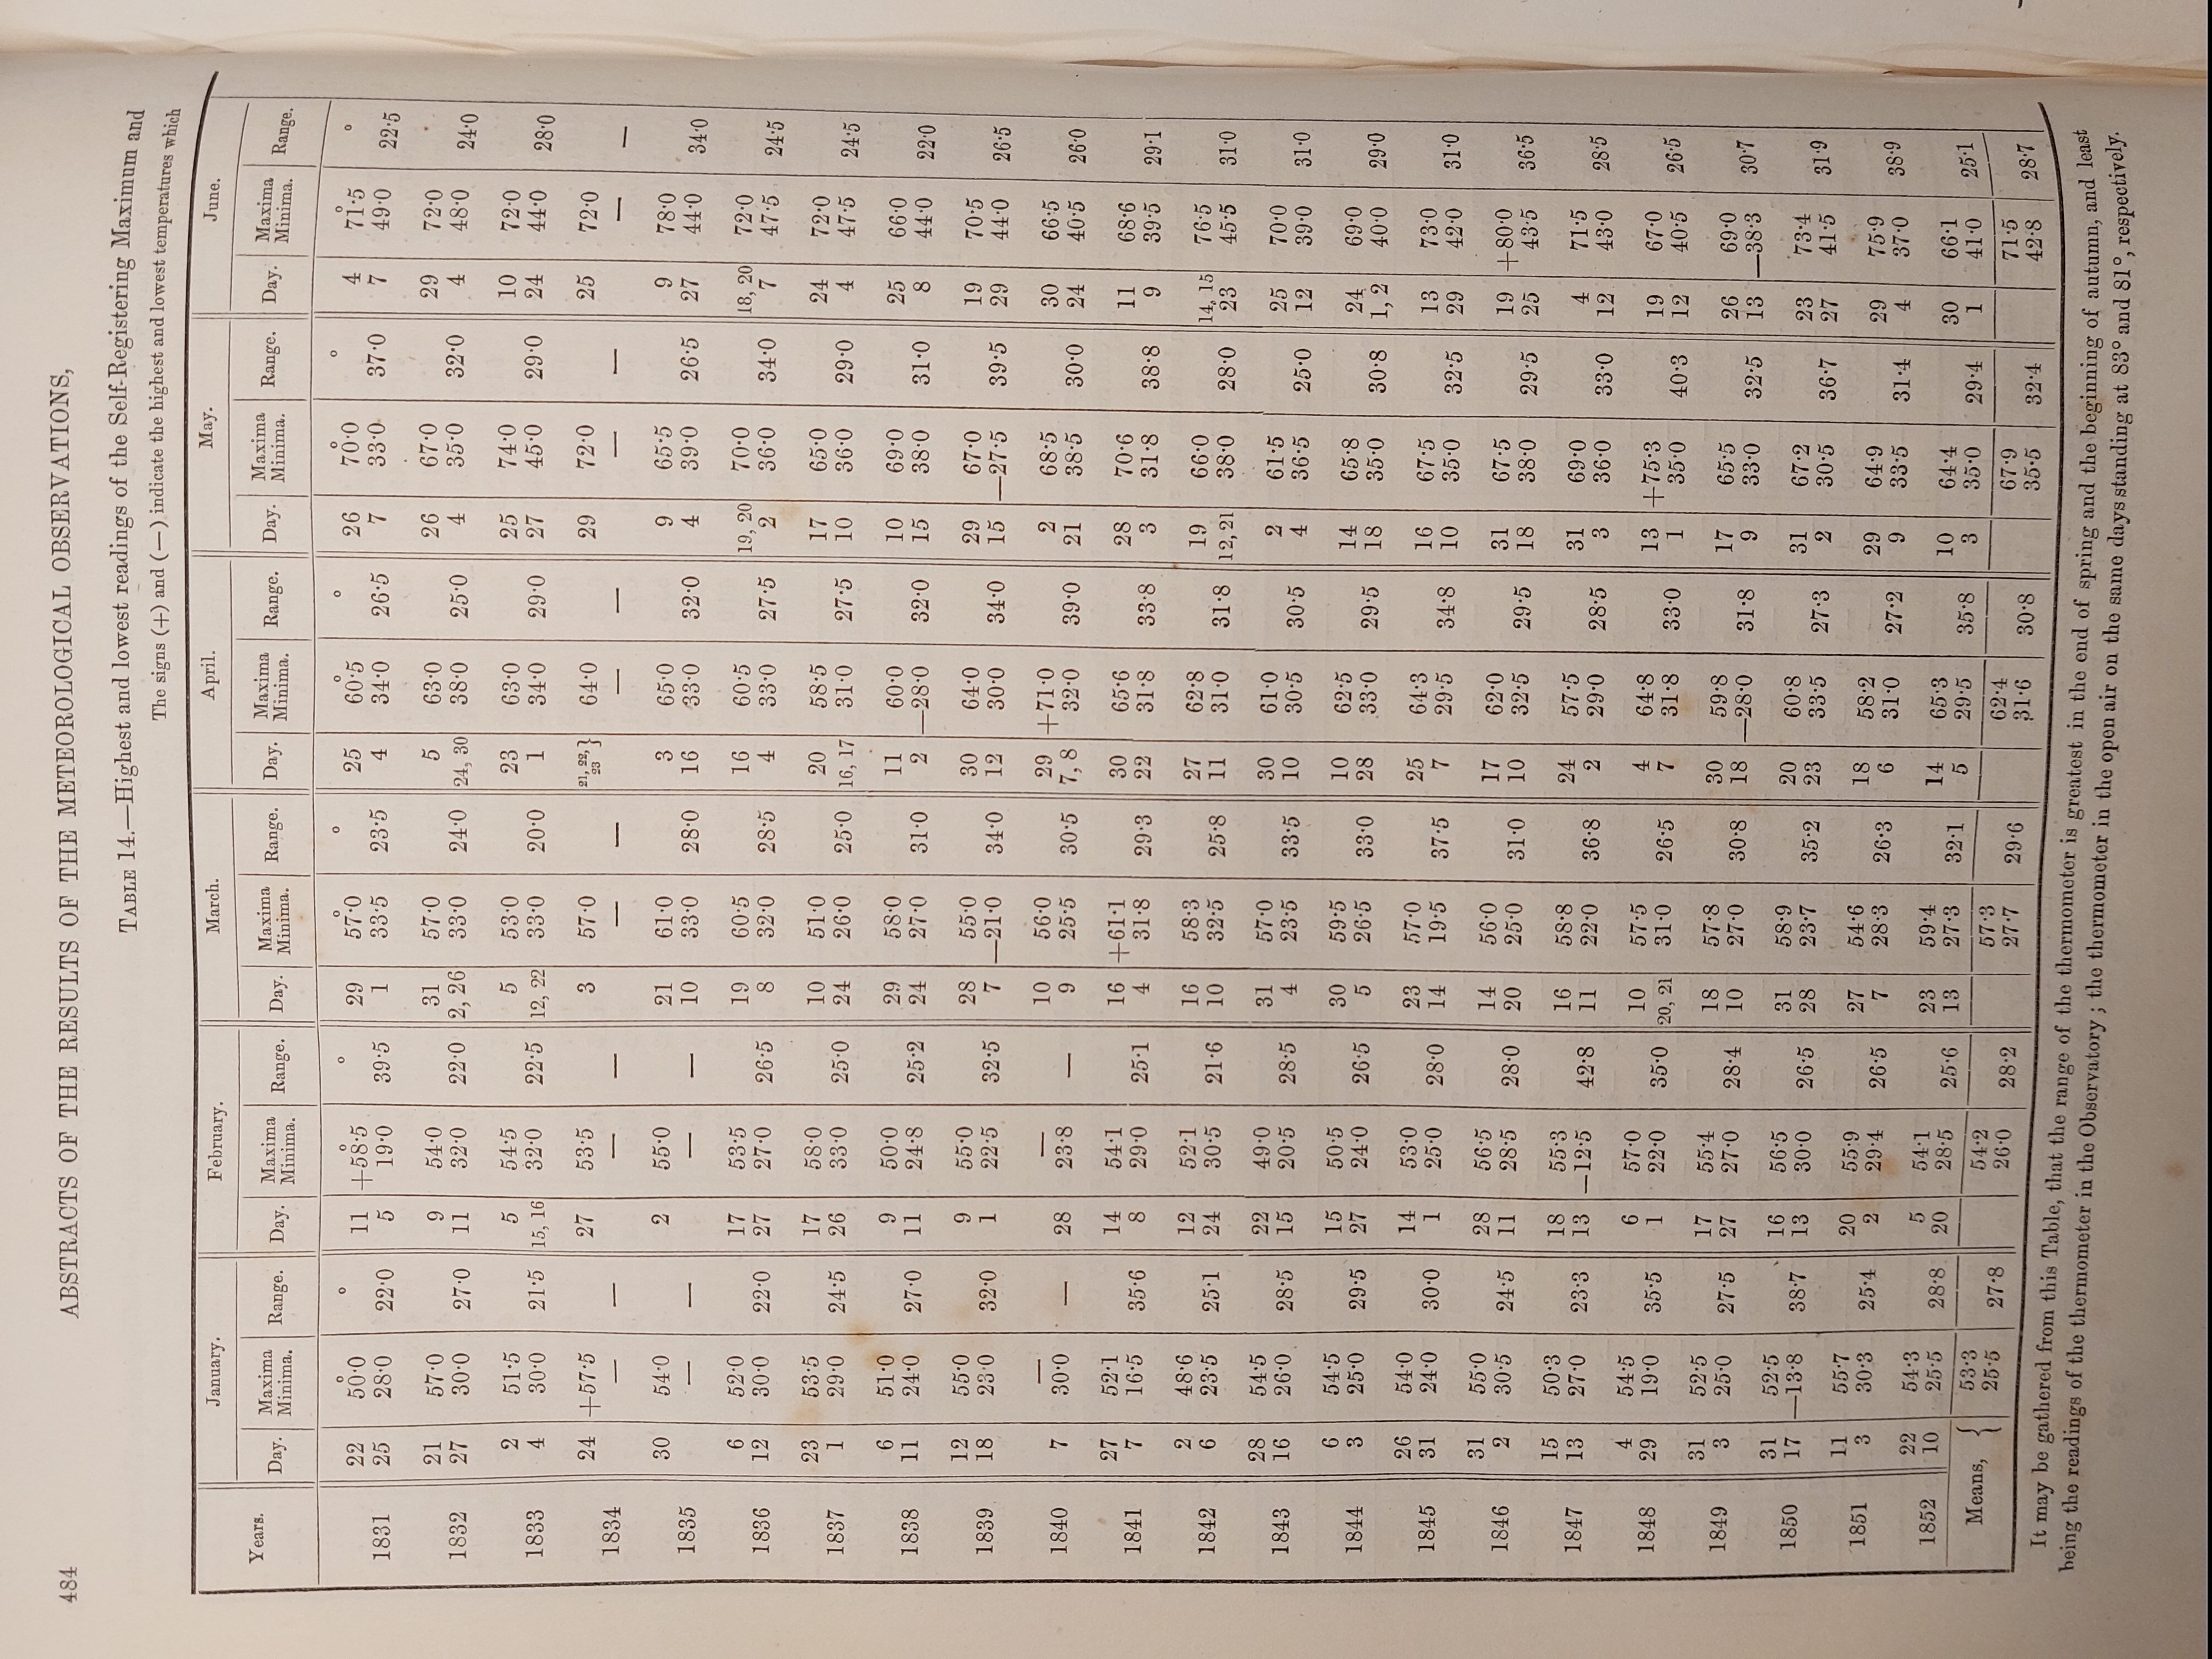 484 ABSTRACTS OF THE RESULTS OF THE METEOROLOGICAL OBSERVATIONS,
TABLE 14.—Highest and lowest readings of the Self-Registering Maximum and
The signs (+) and (—) indicate the highest and lowest temperatures which
Years. January. February. March. April. May. June.
Day. Maxima Minima. Range. Day. Maxima Minima. Range. Day. Maxima Minima. Range. Day. Maxima Minima. Range. Day. Maxima Minima. Range. Day. Maxima Minima. Range.
1831 22 50°·0 22·0° 11 +58°·5 39·5° 29 57°·0 23·5° 25 60°·5 26·5° 26 70°·0 37·0° 4 71°·5 22·5°
25 28·0 5 19·0 1 33·5 4 34·0 7 33·0 7 49·0
1832 21 57·0 27·0 9 54·0 22·0 31 57·0 24·0 5 63·0 25·0 26 67·0 32·0 29 72·0 24·0
27 30·0 11 32·0 2, 26 33·0 24, 30 38·0 4 35·0 4 48·0
1833 2 51·5 21·5 5 54·5 22·5 5 53·0 20·0 23 63·0 29·0 25 74·0 29·0 10 72·0 28·0
4 30·0 15, 16 32·0 12, 22 33·0 1 34·0 27 45·0 24 44·0
1834 24 +57·5 — 27 53·5 — 3 57·0 — 21, 22, 23 } 64·0 — 29 72·0 — 25 72·0 —
— — — — — —
1835 30 54·0 — 2 55·0 — 21 61·0 28·0 3 65·0 32·0 9 65·5 26·5 9 78·0 34·0
— — 10 33·0 16 33·0 4 39·0 27 44·0
1836 6 52·0 22·0 17 53·5 26·5 19 60·5 28·5 16 60·5 27·5 19, 20 70·0 34·0 18, 20 72·0 24·5
12 30·0 27 27·0 8 32·0 4 33·0 2 36·0 7 47·5
1837 23 53·5 24·5 17 58·0 25·0 10 51·0 25·0 20 58·5 27·5 17 65·0 29·0 24 72·0 24·5
1 29·0 26 33·0 24 26·0 16, 17 31·0 10 36·0 4 47·5
1838 6 51·0 27·0 9 50·0 25·2 29 58·0 31·0 11 60·0 32·0 10 69·0 31·0 25 66·0 22·0
11 24·0 11 24·8 24 27·0 2 —28·0 15 38·0 8 44·0
1839 12 55·0 32·0 9 55·0 32·5 28 55·0 34·0 30 64·0 34·0 29 67·0 39·5 19 70·5 26·5
18 23·0 1 22·5 7 —21·0 12 30·0 15 —27·5 29 44·0
1840 — — — — 10 56·0 30·5 29 +71·0 39·0 2 68·5 30·0 30 66·5 26·0
7 30·0 28 23·8 9 25·5 7, 8 32·0 21 38·5 24 40·5
1841 27 52·1 35·6 14 54·1 25·1 16 +61·1 29·3 30 65·6 33·8 28 70·6 38·8 11 68·6 29·1
7 16·5 8 29·0 4 31·8 22 31·8 3 31·8 9 39·5
1842 2 48·6 25·1 12 52·1 21·6 16 58·3 25·8 27 62·8 31·8 19 66·0 28·0 14, 15 76·5 31·0
6 23·5 24 30·5 10 32·5 11 31·0 12, 21 38·0 23 45·5
1843 28 54·5 28·5 22 49·0 28·5 31 57·0 33·5 30 61·0 30·5 2 61·5 25·0 25 70·0 31·0
16 26·0 15 20·5 4 23·5 10 30·5 4 36·5 12 39·0
1844 6 54·5 29·5 15 50·5 26·5 30 59·5 33·0 10 62·5 29·5 14 65·8 30·8 24 69·0 29·0
3 25·0 27 24·0 5 26·5 28 33·0 18 35·0 1, 2 40·0
1845 26 54·0 30·0 14 53·0 28·0 23 57·0 37·5 25 64·3 34·8 16 67·5 32·5 13 73·0 31·0
31 24·0 1 25·0 14 19·5 7 29·5 10 35·0 29 42·0
1846 31 55·0 24·5 28 56·5 28·0 14 56·0 31·0 17 62·0 29·5 31 67·5 29·5 19 +80·0 36·5
2 30·5 11 28·5 20 25·0 10 32·5 18 38·0 25 43·5
1847 15 50·3 23·3 18 55·3 42·8 16 58·8 36·8 24 57·5 28·5 31 69·0 33·0 4 71·5 28·5
13 27·0 13 —12·5 11 22·0 2 29·0 3 36·0 12 43·0
1848 4 54·5 35·5 6 57·0 35·0 10 57·5 26·5 4 64·8 33·0 13 +75·3 40·3 19 67·0 26·5
29 19·0 1 22·0 20, 21 31·0 7 31·8 1 35·0 12 40·5
1849 31 52·5 27·5 17 55·4 28·4 18 57·8 30·8 30 59·8 31·8 17 65·5 32·5 26 69·0 30·7
3 25·0 27 27·0 10 27·0 18 —28·0 9 33·0 13 —38·3
1850 31 52·5 38·7 16 56·5 26·5 31 58·9 35·2 20 60·8 27·3 31 67·2 36·7 23 73·4 31·9
17 —13·8 13 30·0 28 23·7 23 33·5 2 30·5 27 41·5
1851 11 55·7 25·4 20 55·9 26·5 27 54·6 26·3 18 58·2 27·2 29 64·9 31·4 29 75·9 38·9
3 30·3 2 29·4 7 28·3 6 31·0 9 33·5 4 37·0
1852 22 54·3 28·8 5 54·1 25·6 23 59·4 32·1 14 65·3 35·8 10 64·4 29·4 30 66·1 25·1
10 25·5 20 28·5 13 27·3 5 29·5 3 35·0 1 41·0
Means, { 53·3 27·8 54·2 28·2 57·3 29·6 62·4 30·8 67·9 32·4 71·5 28·7
25·5 26·0 27·7 31·6 35·5 42·8
It may be gathered from this Table, that the range of the thermometer is greatest in the end of spring and the beginning of autumn, and least
being the readings of the thermometer in the Observatory; the thermometer in the open air on the same days standing at 83° and 81°, respectively.